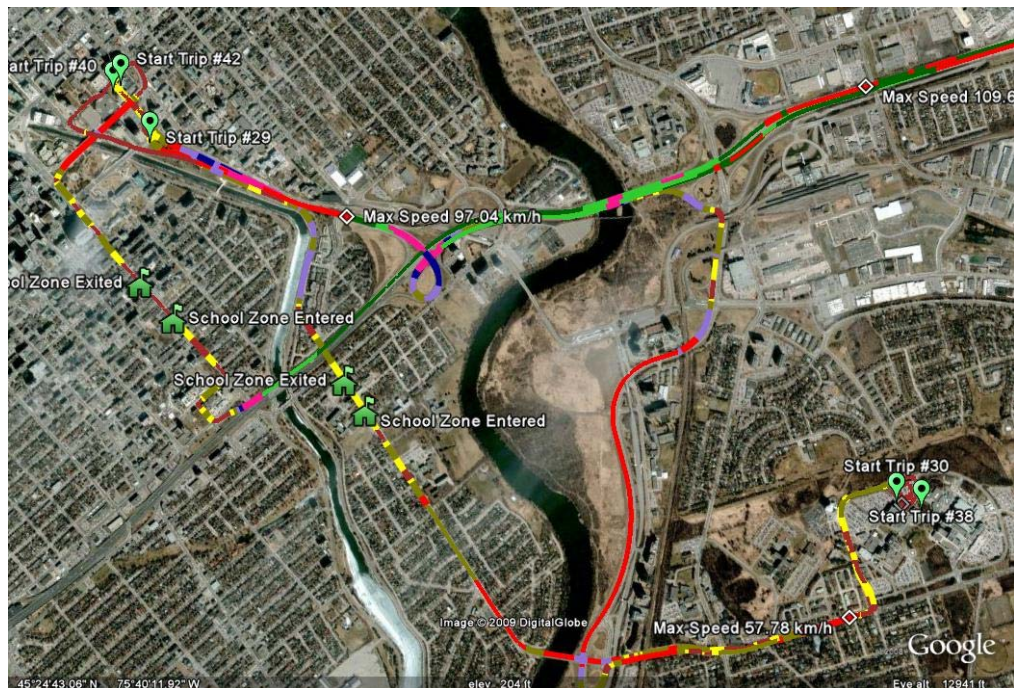 art Trip #40
Start Trip #42
Start Trip #29
Max Speed 109.6
Max Speed 97.04 km/h
ool Zone Exited
School Zone Entered
School Zone Exited
School Zone Entered
Start Trip #30
Start Trip #38
Image © 2009 DigitalGlobe
Max Speed 57.78 km/h
Google
45°24'43.06" N 75°40'11.92" W elev 204 ft Eye alt 12941 ft